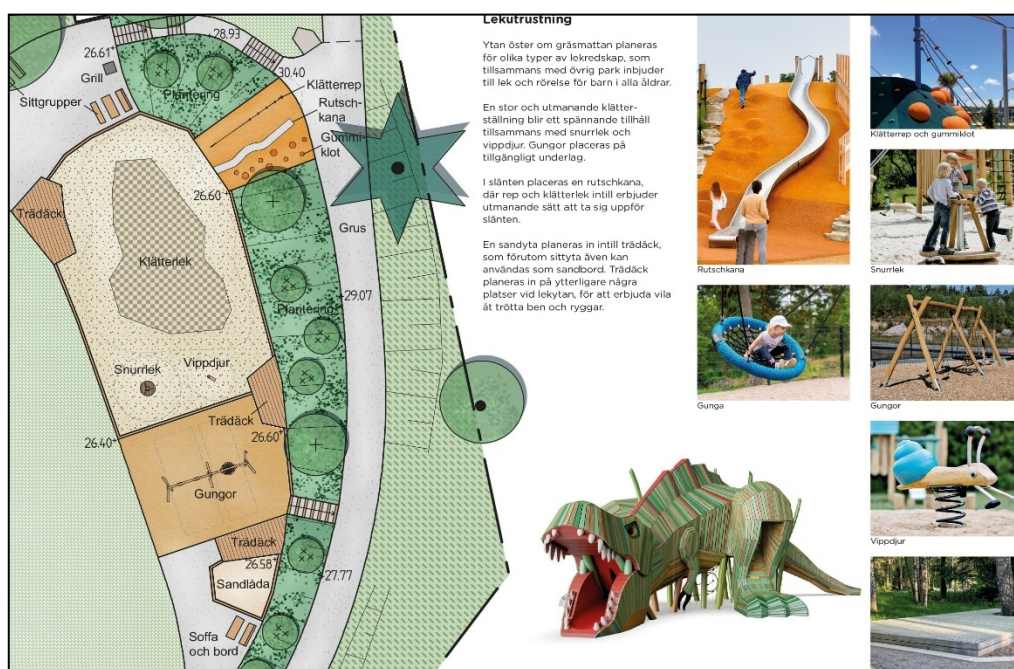 Lekutrustning
Ytan öster om gräsmattan planeras
för olika typer av lekredskap, som
tillsammans med övrig park inbjuder
till lek och rörelse för barn i alla åldrar.
En stor och utmanande klätter-
ställning blir ett spännande tillhåll
tillsammans med snurrlek och
vippdjur. Gungor placeras på
tillgängligt underlag.
I slänten placeras en rutschkana,
där rep och klätterlek intill erbjuder
utmanande sätt att ta sig uppför
slänten.
En sandyta planeras in intill trädäck,
som förutom sittyta även kan
användas som sandbord. Trädäck
planeras in på ytterligare några
platser vid lekytan, för att erbjuda vila
åt trötta ben och ryggar.
28.93
26.61+
30.40
Grill
Sittgrupper
Plantering
Klätterrep
Rutsch-
kana
Gummi-
klot
26.60+
Trädäck
Grus
Klätterlek
+29.07
Plantering
Vippdjur
Snurrlek
Trädäck
26.40+
26.60+
Gungor
Trädäck
26.58+
+27.77
Sandlåda
Soffa
och bord
Rutschkana
Klätterrep och gummiklot
Snurrlek
Gunga
Gungor
Vippdjur